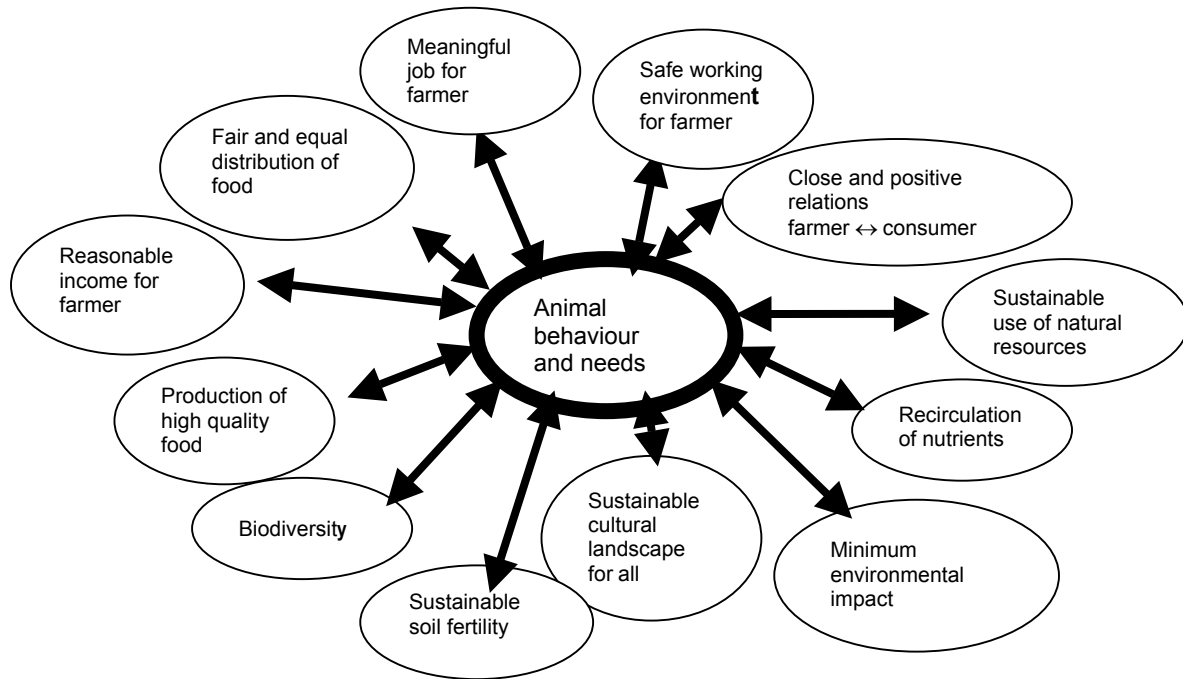 Meaningful
job for
farmer
Safe working
environment
for farmer
Fair and equal
distribution of
food
Close and positive
relations
farmer ↔ consumer
Reasonable
income for
farmer
Animal
behaviour
and needs
Sustainable
use of natural
resources
Production of
high quality
food
Recirculation
of nutrients
Biodiversity
Sustainable
cultural
landscape
for all
Minimum
environmental
impact
Sustainable
soil fertility